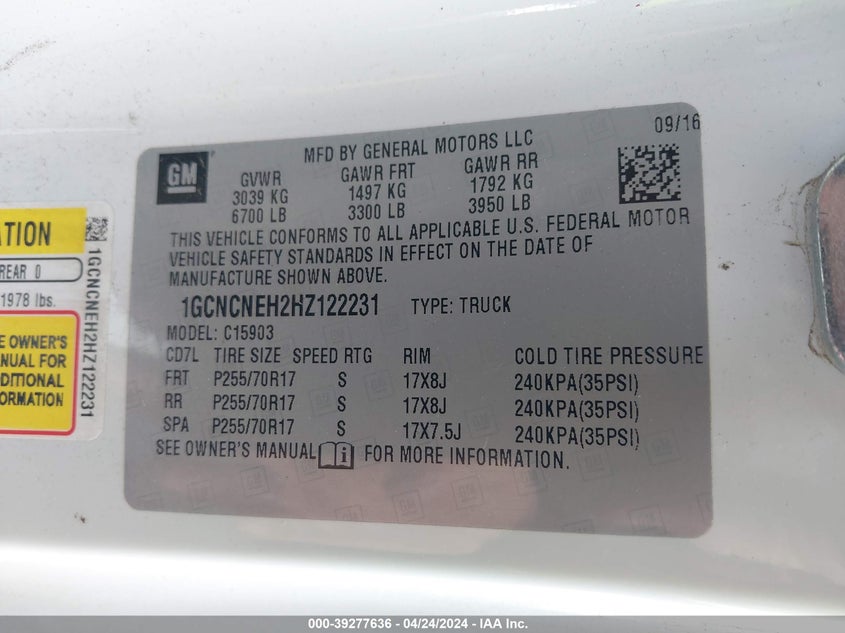 GM
MFD BY GENERAL MOTORS LLC
09/16
GVWR GAWR FRT GAWR RR
3039 KG 1497 KG 1792 KG
6700 LB 3300 LB 3950 LB
THIS VEHICLE CONFORMS TO ALL APPLICABLE U.S. FEDERAL MOTOR
VEHICLE SAFETY STANDARDS IN EFFECT ON THE DATE OF
MANUFACTURE SHOWN ABOVE.
1GCNCNEH2HZ122231 TYPE: TRUCK
MODEL: C15903
CD7L TIRE SIZE SPEED RTG RIM COLD TIRE PRESSURE
FRT P255/70R17 S 17X8J 240KPA(35PSI)
RR P255/70R17 S 17X8J 240KPA(35PSI)
SPA P255/70R17 S 17X7.5J 240KPA(35PSI)
SEE OWNER'S MANUAL FOR MORE INFORMATION.
REAR 0
1978 lbs.
OWNER'S
FOR
INFORMATION
1GCNCNEH2HZ122231
000-39277636 - 04/24/2024 - IAA Inc.